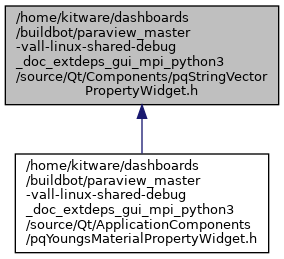 /home/kitware/dashboards
/buildbot/paraview_master
-vall-linux-shared-debug
_doc_extdeps_gui_mpi_python3
/source/Qt/Components/pqStringVector
PropertyWidget.h
/home/kitware/dashboards
/buildbot/paraview_master
-vall-linux-shared-debug
_doc_extdeps_gui_mpi_python3
/source/Qt/ApplicationComponents
/pqYoungsMaterialPropertyWidget.h